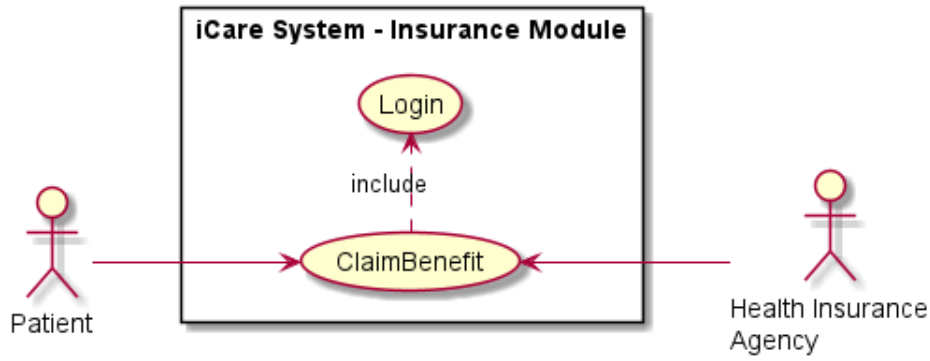 iCare System - Insurance Module
Login
include
ClaimBenefit
Patient
Health Insurance
Agency